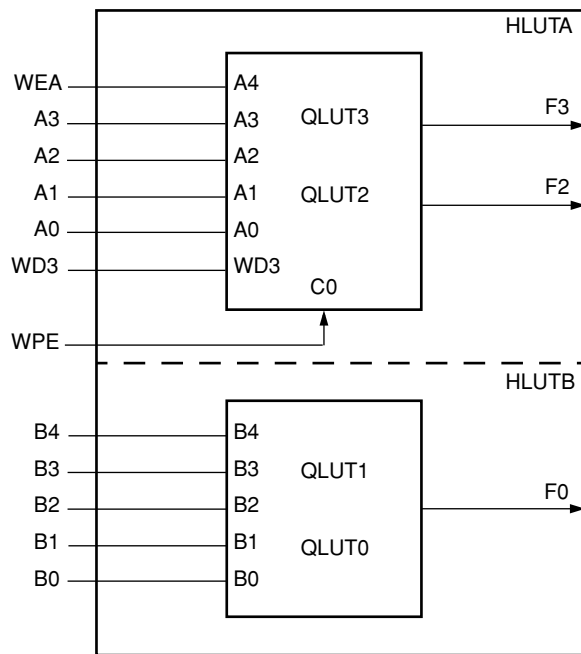 HLUTA
WEA A4
A3 A3 QLUT3 F3
A2 A2
A1 A1 QLUT2 F2
A0 A0
WD3 WD3
C0
WPE
HLUTB
B4 B4
B3 B3 QLUT1
B2 B2 F0
B1 B1 QLUT0
B0 B0